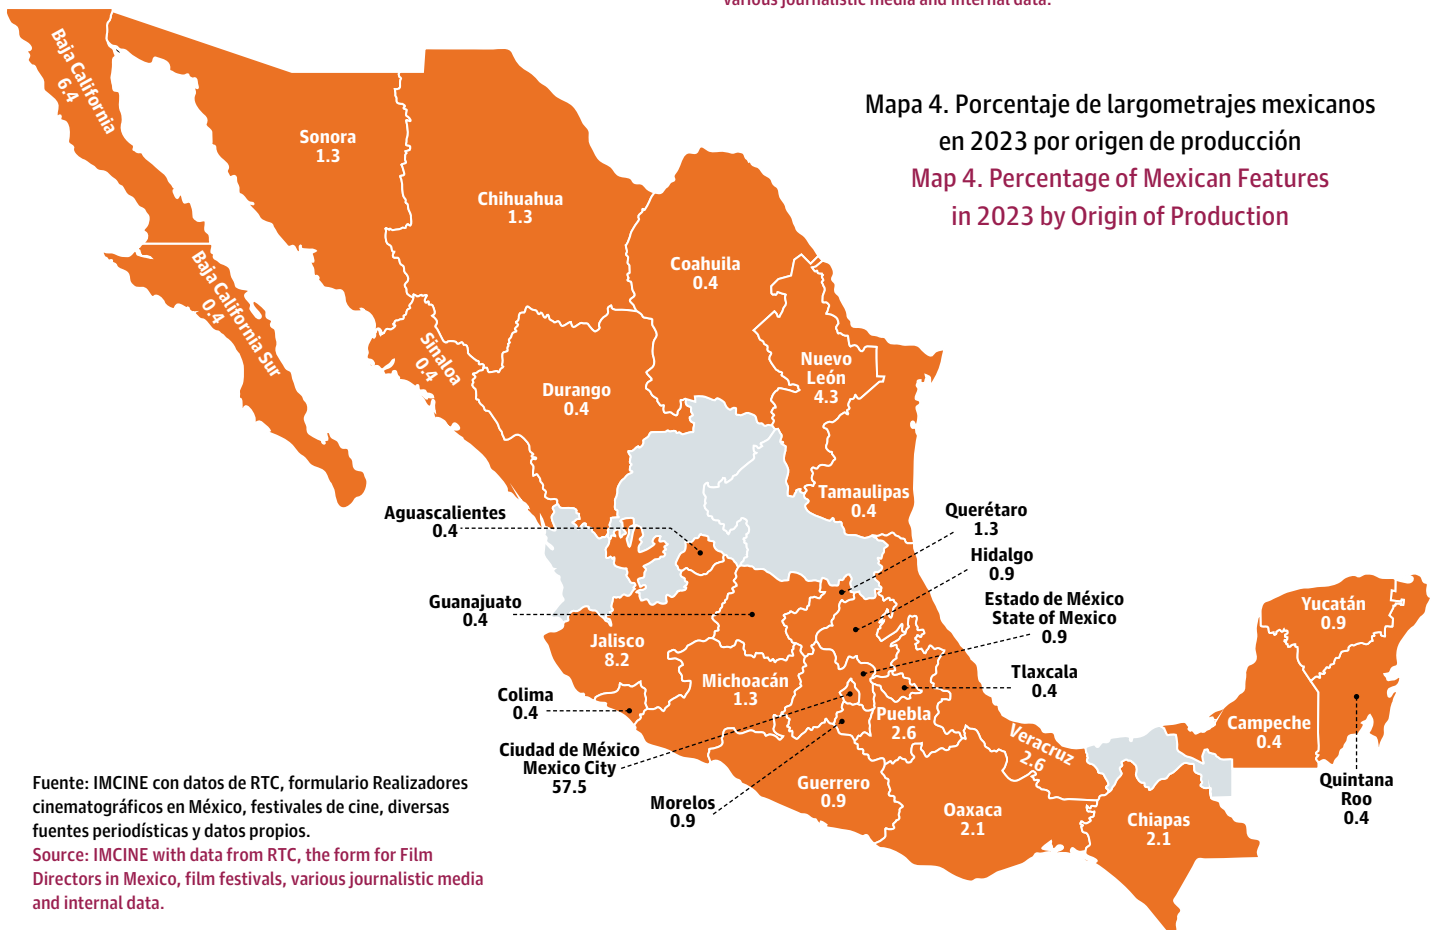 various journalistic media and internal data.
Mapa 4. Porcentaje de largometrajes mexicanos
en 2023 por origen de producción
Map 4. Percentage of Mexican Features
in 2023 by Origin of Production
Baja California
6.4
Sonora
1.3
Chihuahua
1.3
Coahuila
0.4
Baja California Sur
0.4
Sinaloa
0.4
Durango
0.4
Nuevo
León
4.3
Tamaulipas
0.4
Aguascalientes
0.4
Querétaro
1.3
Hidalgo
0.9
Guanajuato
0.4
Estado de México
State of Mexico
0.9
Jalisco
8.2
Michoacán
1.3
Tlaxcala
0.4
Yucatán
0.9
Colima
0.4
Puebla
2.6
Veracruz
2.6
Campeche
0.4
Ciudad de México
Mexico City
57.5
Morelos
0.9
Guerrero
0.9
Oaxaca
2.1
Chiapas
2.1
Quintana
Roo
0.4
Fuente: IMCINE con datos de RTC, formulario Realizadores
cinematográficos en México, festivales de cine, diversas
fuentes periodísticas y datos propios.
Source: IMCINE with data from RTC, the form for Film
Directors in Mexico, film festivals, various journalistic media
and internal data.